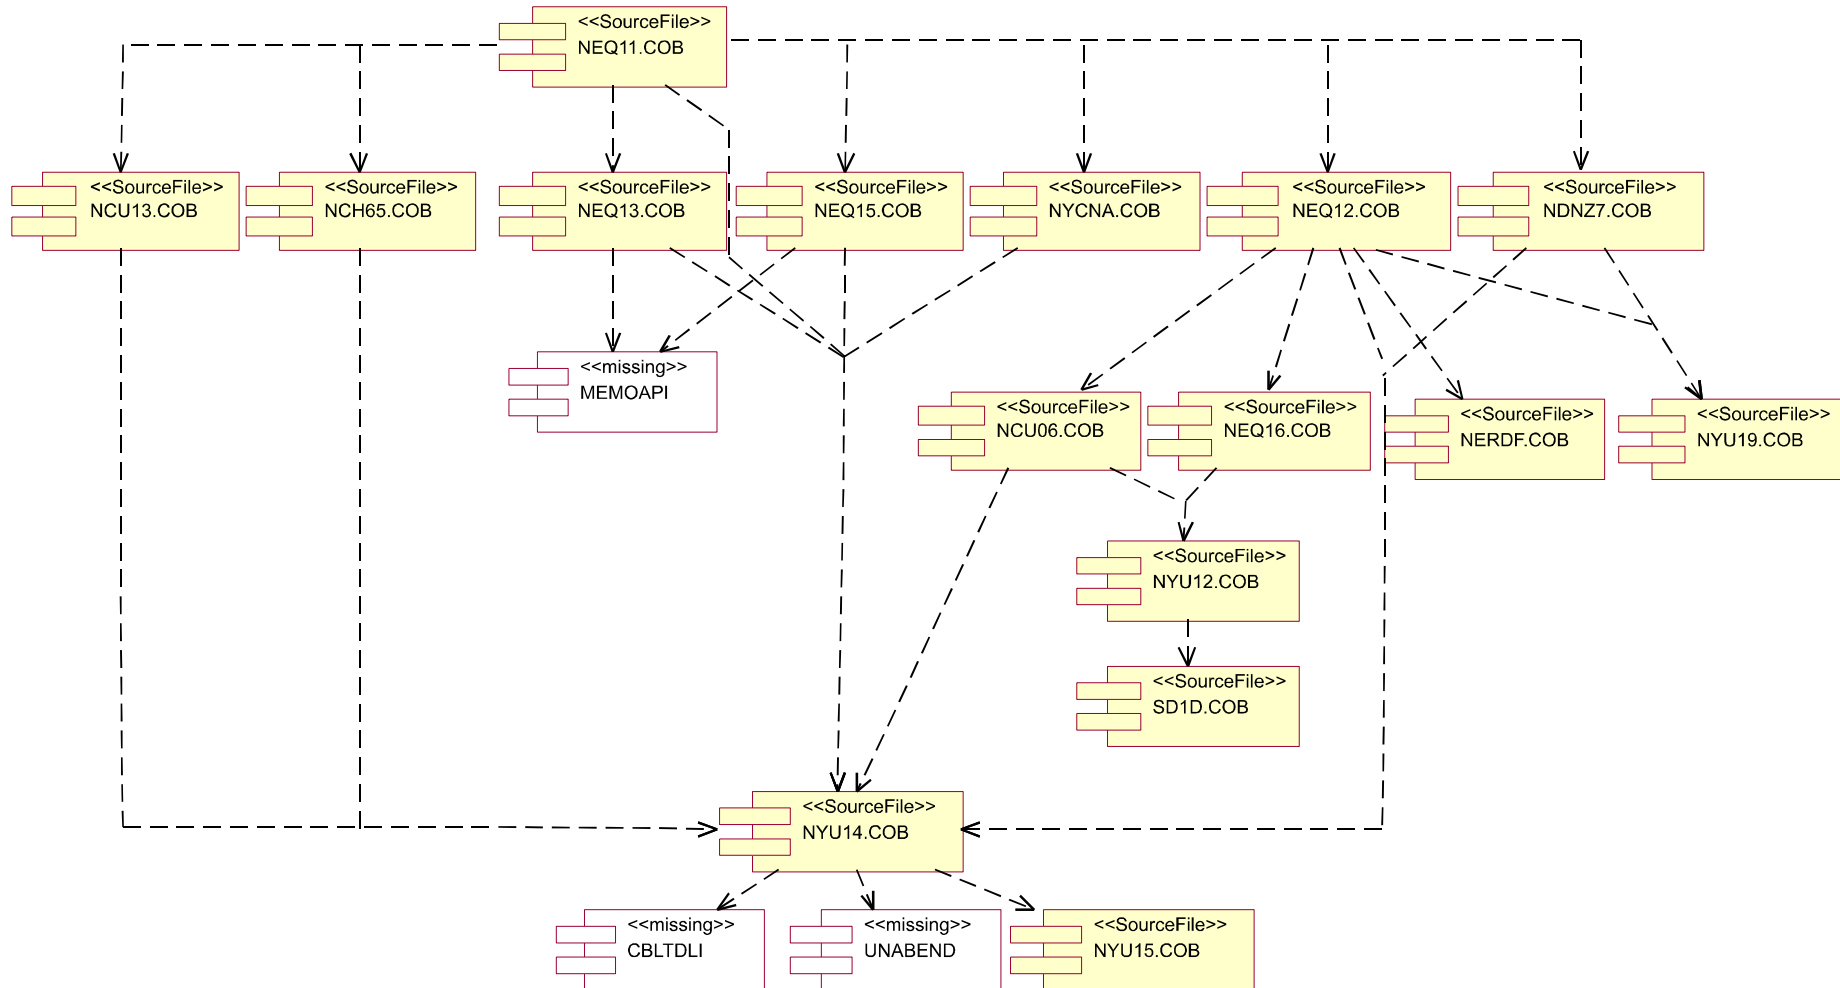 <<SourceFile>>
NEQ11.COB
<<SourceFile>>
NCU13.COB
<<SourceFile>>
NCH65.COB
<<SourceFile>>
NEQ13.COB
<<SourceFile>>
NEQ15.COB
<<SourceFile>>
NYCNA.COB
<<SourceFile>>
NEQ12.COB
<<SourceFile>>
NDNZ7.COB
<<missing>>
MEMOAPI
<<SourceFile>>
NCU06.COB
<<SourceFile>>
NEQ16.COB
<<SourceFile>>
NERDF.COB
<<SourceFile>>
NYU19.COB
<<SourceFile>>
NYU12.COB
<<SourceFile>>
SD1D.COB
<<SourceFile>>
NYU14.COB
<<missing>>
CBLTDLI
<<missing>>
UNABEND
<<SourceFile>>
NYU15.COB